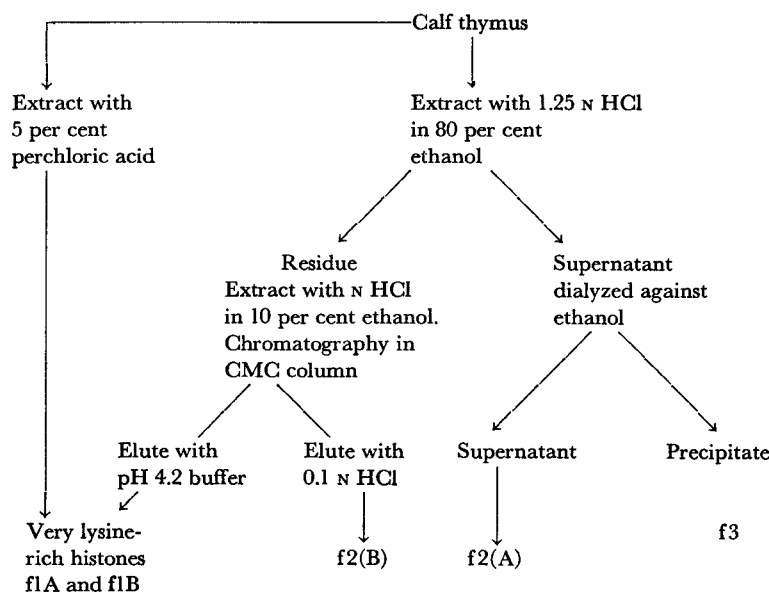 Calf thymus
Extract with
5 per cent
perchloric acid
Extract with 1.25 N HCl
in 80 per cent
ethanol
Residue
Extract with N HCl
in 10 per cent ethanol.
Chromatography in
CMC column
Supernatant
dialyzed against
ethanol
Elute with
pH 4.2 buffer
Elute with
0.1 N HCl
Supernatant
Precipitate
Very lysine-
rich histones
f1A and f1B
f2(B)
f2(A)
f3